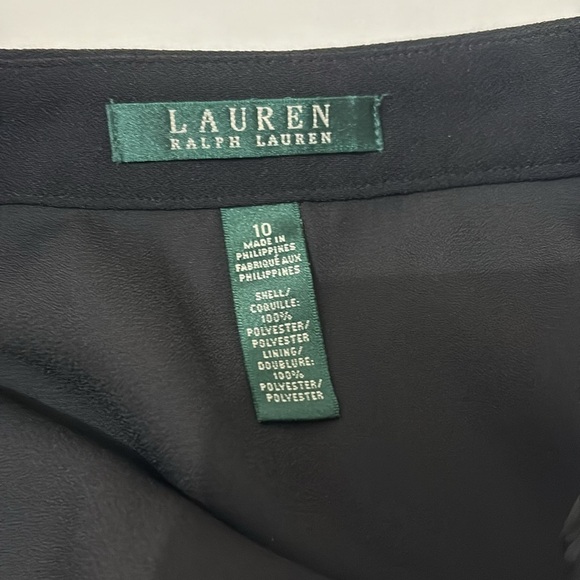 LAUREN
RALPH LAUREN
10
MADE IN
PHILIPPINES
FABRIQUÉ AUX
PHILIPPINES
SHELL/
COQUILLE:
100%
POLYESTER/
POLYESTER
LINING/
DOUBLURE:
100%
POLYESTER/
POLYESTER